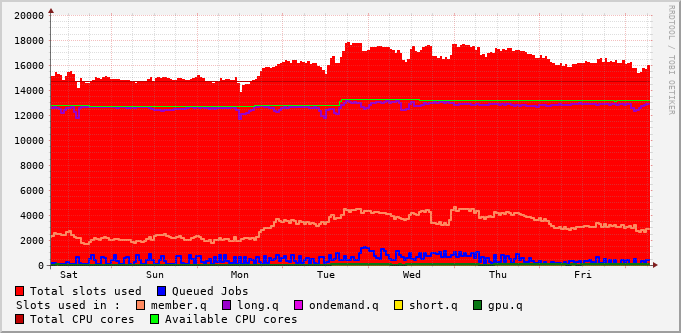 20000
18000
16000
14000
12000
10000
8000
6000
4000
2000
0
Sat Sun Mon Tue Wed Thu Fri
RRDTOOL / TOBI OETIKER
Total slots used Queued Jobs
Slots used in : member.q long.q ondemand.q short.q gpu.q
Total CPU cores Available CPU cores